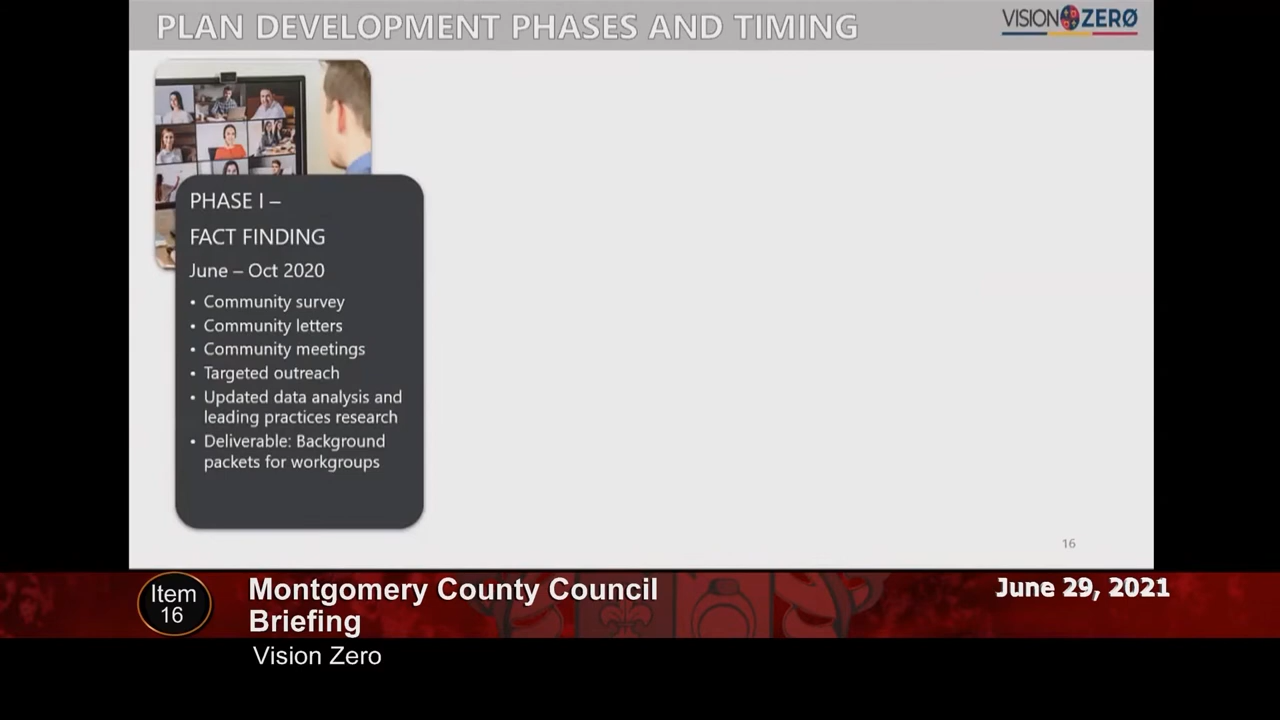 PLAN DEVELOPMENT PHASES AND TIMING
VISION ZERO
PHASE I –
FACT FINDING
June – Oct 2020
• Community survey
• Community letters
• Community meetings
• Targeted outreach
• Updated data analysis and
leading practices research
• Deliverable: Background
packets for workgroups
16
Item
16
Montgomery County Council
Briefing
June 29, 2021
Vision Zero